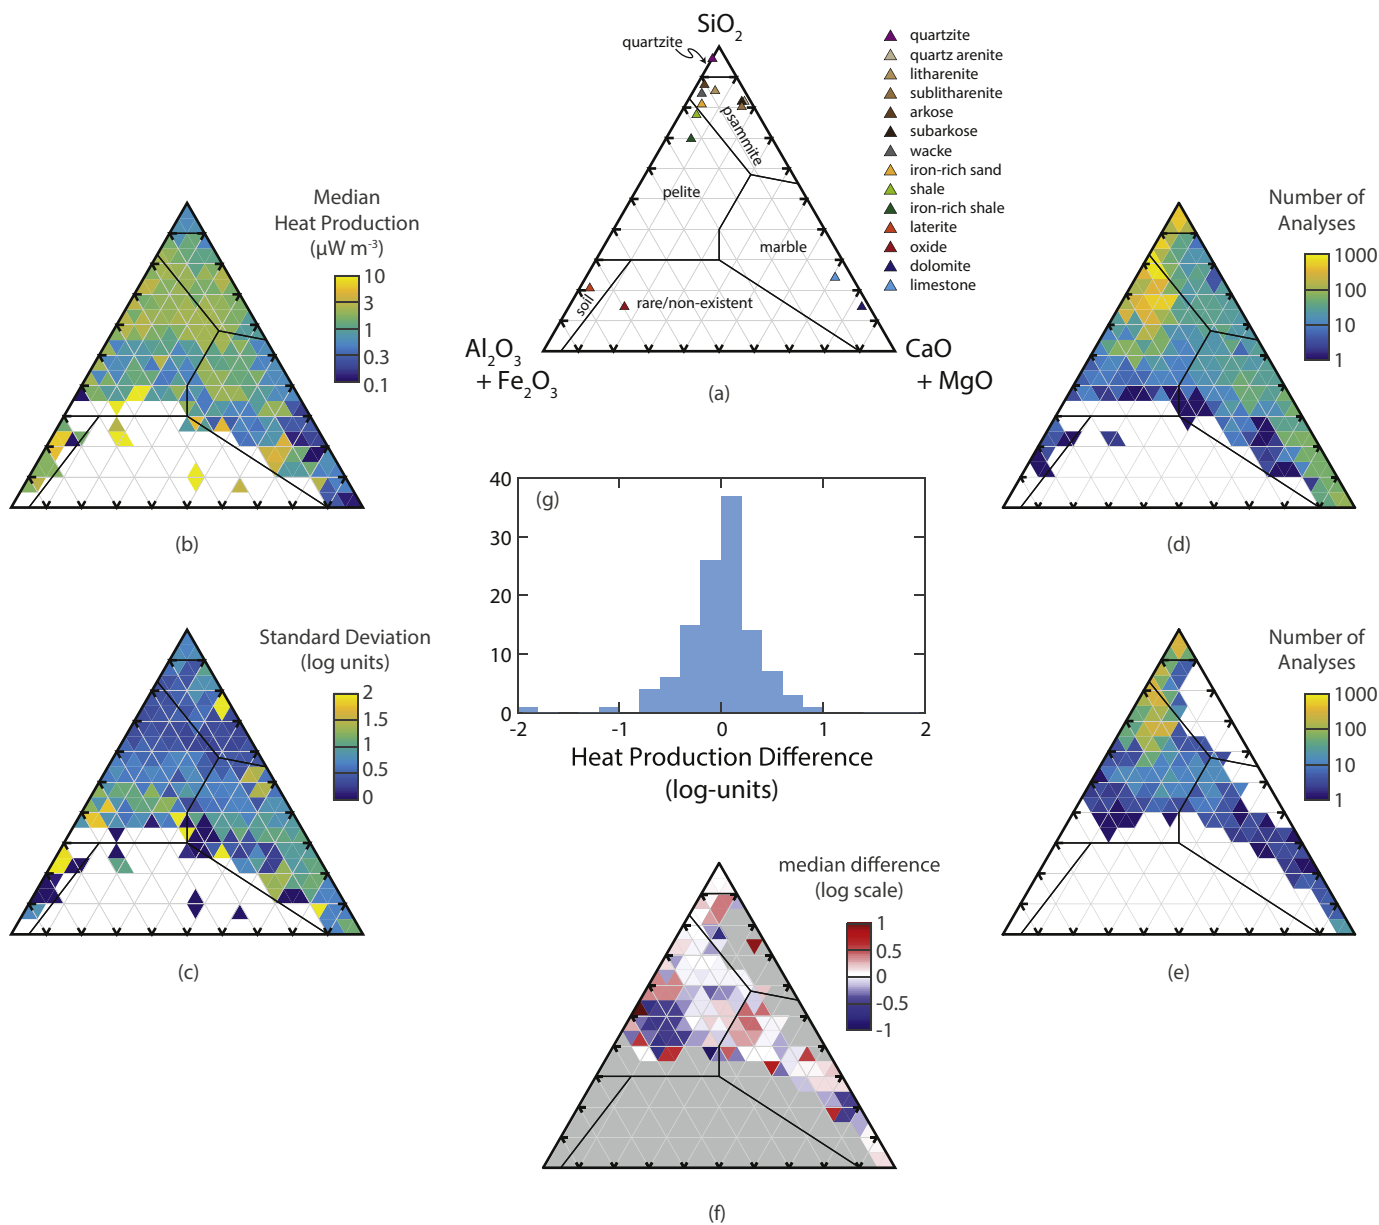 SiO2
quartzite
psammite
pelite
marble
soil
rare/non-existent
Al2O3
+ Fe2O3
CaO
+ MgO
(a)
quartzite
quartz arenite
litharenite
sublitharenite
arkose
subarkose
wacke
iron-rich sand
shale
iron-rich shale
laterite
oxide
dolomite
limestone
Median
Heat Production
(µW m-3)
10
3
1
0.3
0.1
(b)
Number of
Analyses
1000
100
10
1
(d)
(g)
40
30
20
10
0
-2
-1
0
1
2
Heat Production Difference
(log-units)
Standard Deviation
(log units)
2
1.5
1
0.5
0
(c)
Number of
Analyses
1000
100
10
1
(e)
median difference
(log scale)
1
0.5
0
-0.5
-1
(f)